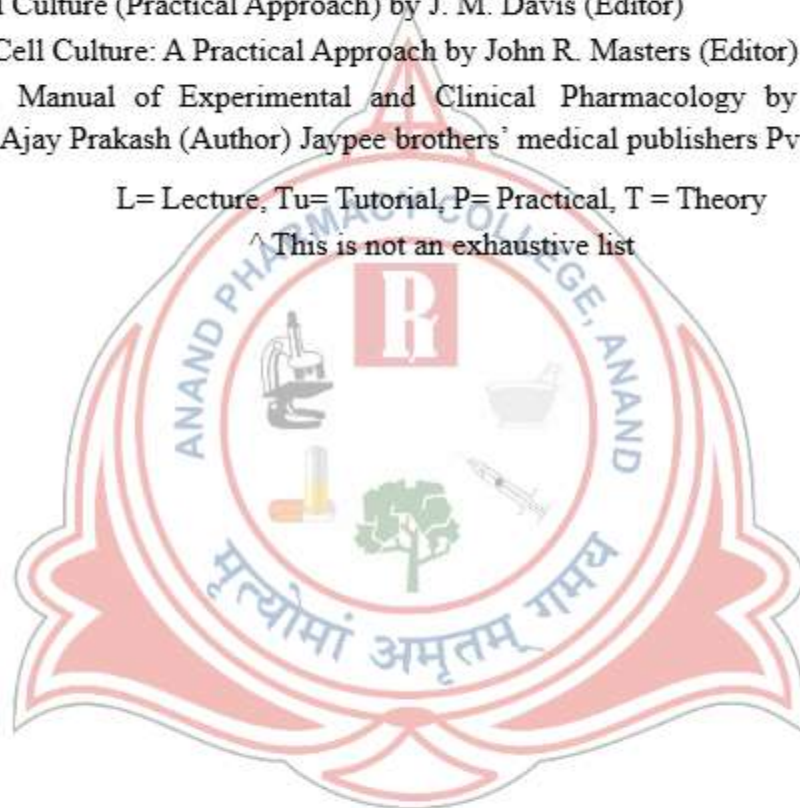 Culture (Practical Approach) by J. M. Davis (Editor)
Cell Culture: A Practical Approach by John R. Masters (Editor)
Manual of Experimental and Clinical Pharmacology by
Ajay Prakash (Author) Jaypee brothers’ medical publishers Pv
L= Lecture, Tu= Tutorial, P= Practical, T = Theory
^ This is not an exhaustive list
ANAND PHARMACY COLLEGE, ANAND
R
मृत्योर्मा अमृतम् गमय